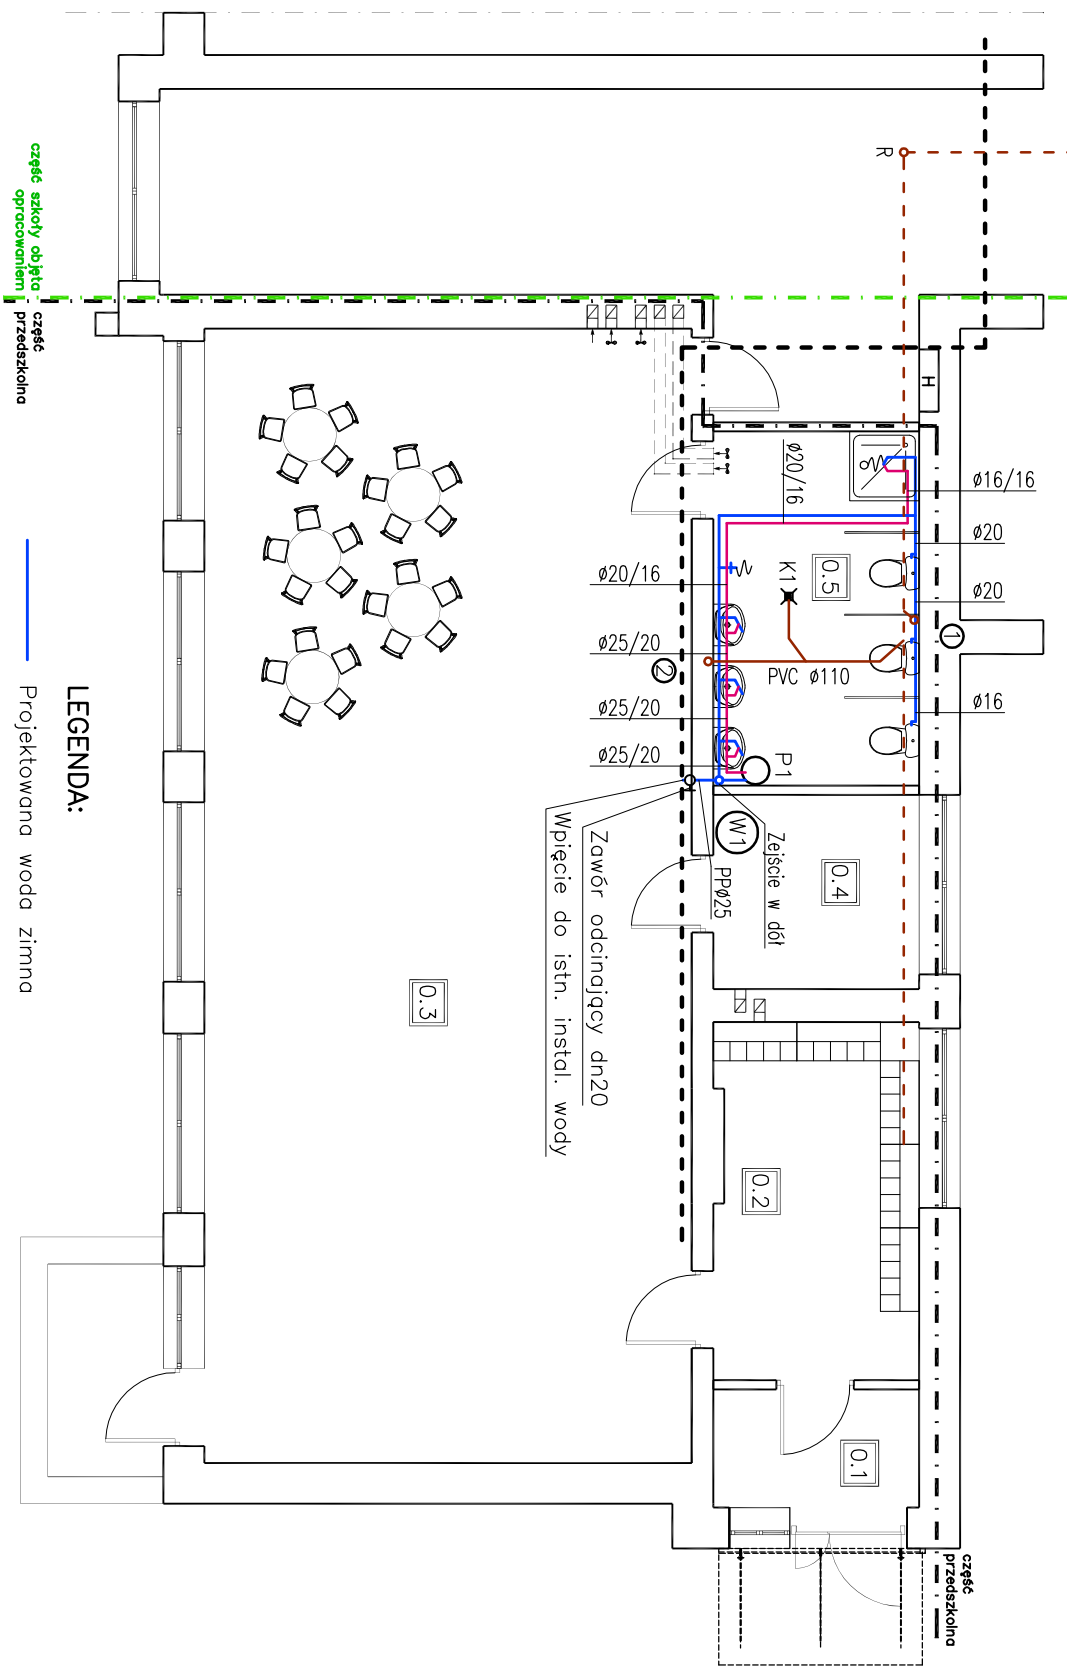 część szkoły objęta
opracowaniem
część
przedszkolna
R
H
ø16/16
ø20
ø20
1
ø16
ø20/16
K1
0.5
PVC ø110
ø20/16
ø25/20
2
ø25/20
ø25/20
P1
W1
Zejście w dół
PPø25
Zawór odcinający dn20
Wpięcie do istn. instal. wody
0.4
0.3
0.2
0.1
część
przedszkolna
LEGENDA:
Projektowana woda zimna